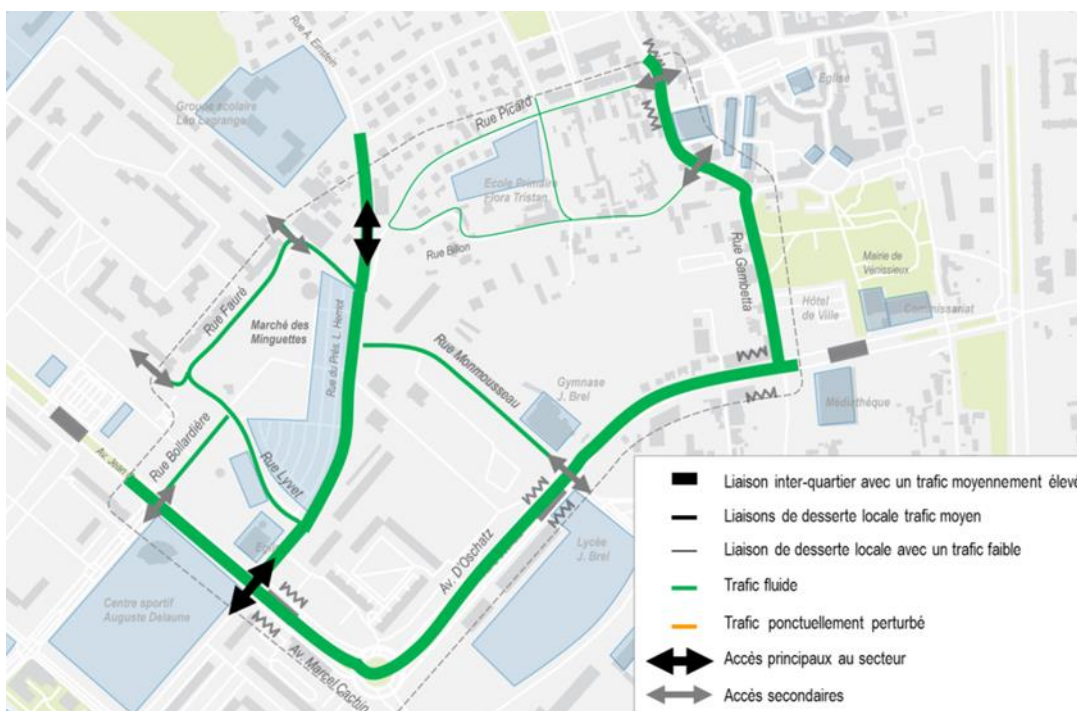 Rue A. Einstein
Groupe scolaire
Léo Lagrange
Rue Picard
Eglise
Ecole Primaire
Flora Tristan
Rue Billon
Rue Gambetta
Mairie de
Vénissieux
Hôtel
de Ville
Commissariat
Rue Fauré
Marché des
Minguettes
Rue du Prés. L. Herriot
Rue Monmousseau
Gymnase
J. Brel
Médiathèque
Av. Jean
Rue Bollardière
Rue Lyvet
Av. D'Oschatz
Lycée
J. Brel
Centre sportif
Auguste Delaune
Av. Marcel Cachin
Liaison inter-quartier avec un trafic moyennement élevé
Liaisons de desserte locale trafic moyen
Liaison de desserte locale avec un trafic faible
Trafic fluide
Trafic ponctuellement perturbé
Accès principaux au secteur
Accès secondaires